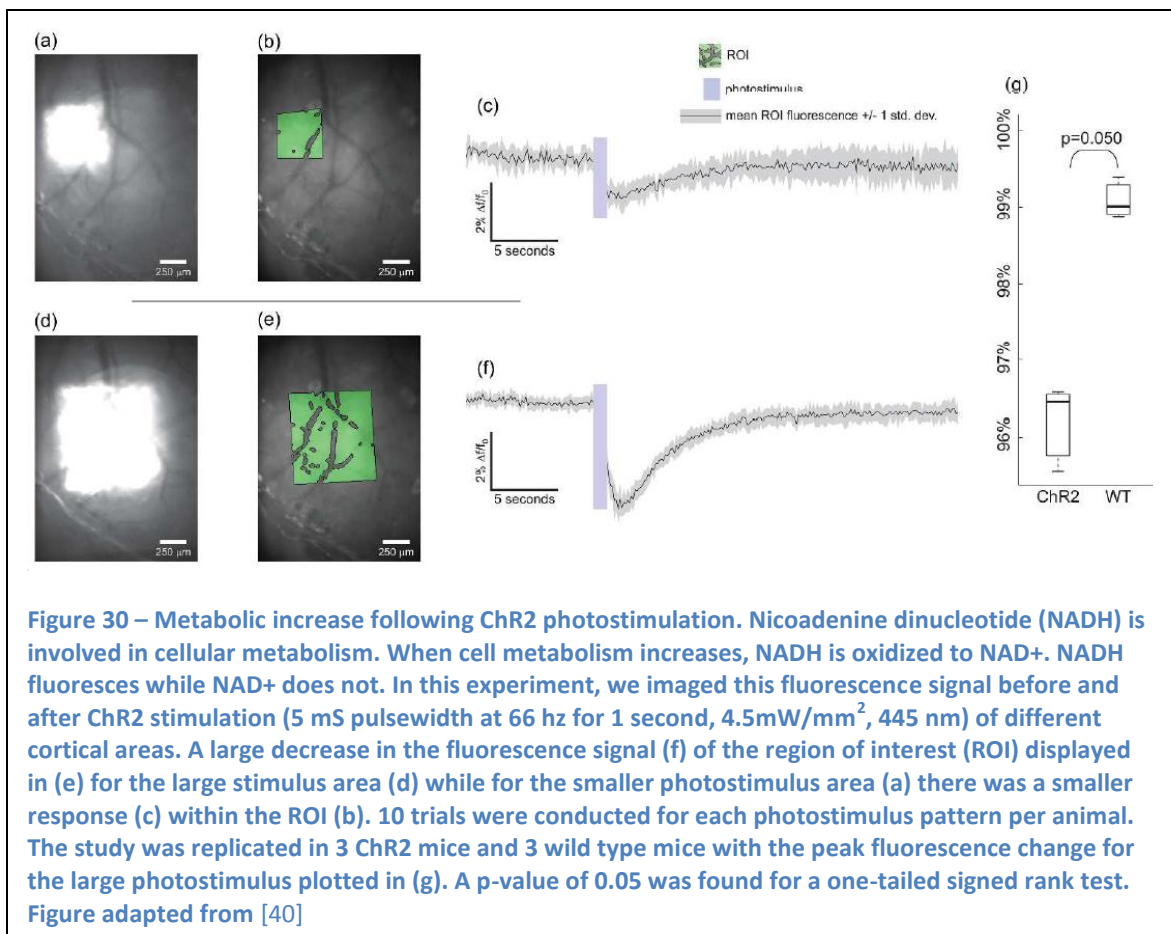 (a)
(b)
250 µm
250 µm
ROI
photostimulus
mean ROI fluorescence +/- 1 std. dev.
(c)
2% Δf/f0
5 seconds
(g)
100%
99%
98%
97%
96%
p=0.050
ChR2
WT
(d)
(e)
250 µm
250 µm
(f)
2% Δf/f0
5 seconds
Figure 30 – Metabolic increase following ChR2 photostimulation. Nicoadenine dinucleotide (NADH) is
involved in cellular metabolism. When cell metabolism increases, NADH is oxidized to NAD+. NADH
fluoresces while NAD+ does not. In this experiment, we imaged this fluorescence signal before and
after ChR2 stimulation (5 mS pulsewidth at 66 hz for 1 second, 4.5mW/mm², 445 nm) of different
cortical areas. A large decrease in the fluorescence signal (f) of the region of interest (ROI) displayed
in (e) for the large stimulus area (d) while for the smaller photostimulus area (a) there was a smaller
response (c) within the ROI (b). 10 trials were conducted for each photostimulus pattern per animal.
The study was replicated in 3 ChR2 mice and 3 wild type mice with the peak fluorescence change for
the large photostimulus plotted in (g). A p-value of 0.05 was found for a one-tailed signed rank test.
Figure adapted from [40]